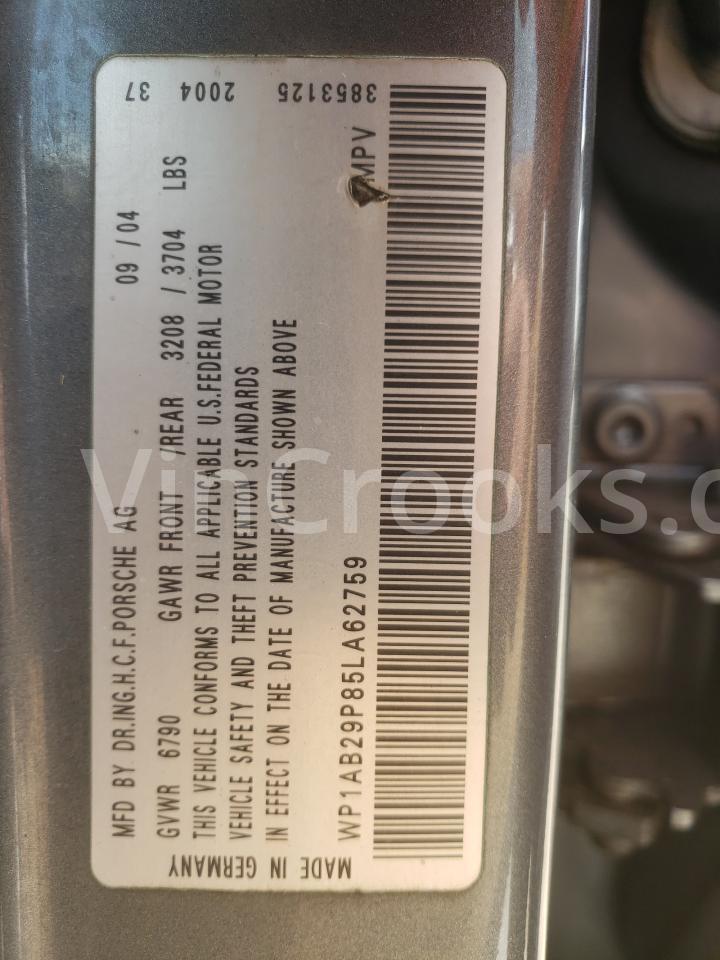 MFD BY DR.ING.H.C.F.PORSCHE AG 09/04
GVWR 6790 GAWR FRONT /REAR 3208 / 3704 LBS
THIS VEHICLE CONFORMS TO ALL APPLICABLE U.S.FEDERAL MOTOR
VEHICLE SAFETY AND THEFT PREVENTION STANDARDS
IN EFFECT ON THE DATE OF MANUFACTURE SHOWN ABOVE
WP1AB29P85LA62759 MPV
MADE IN GERMANY
3853125 2004 37
VinCrooks.c